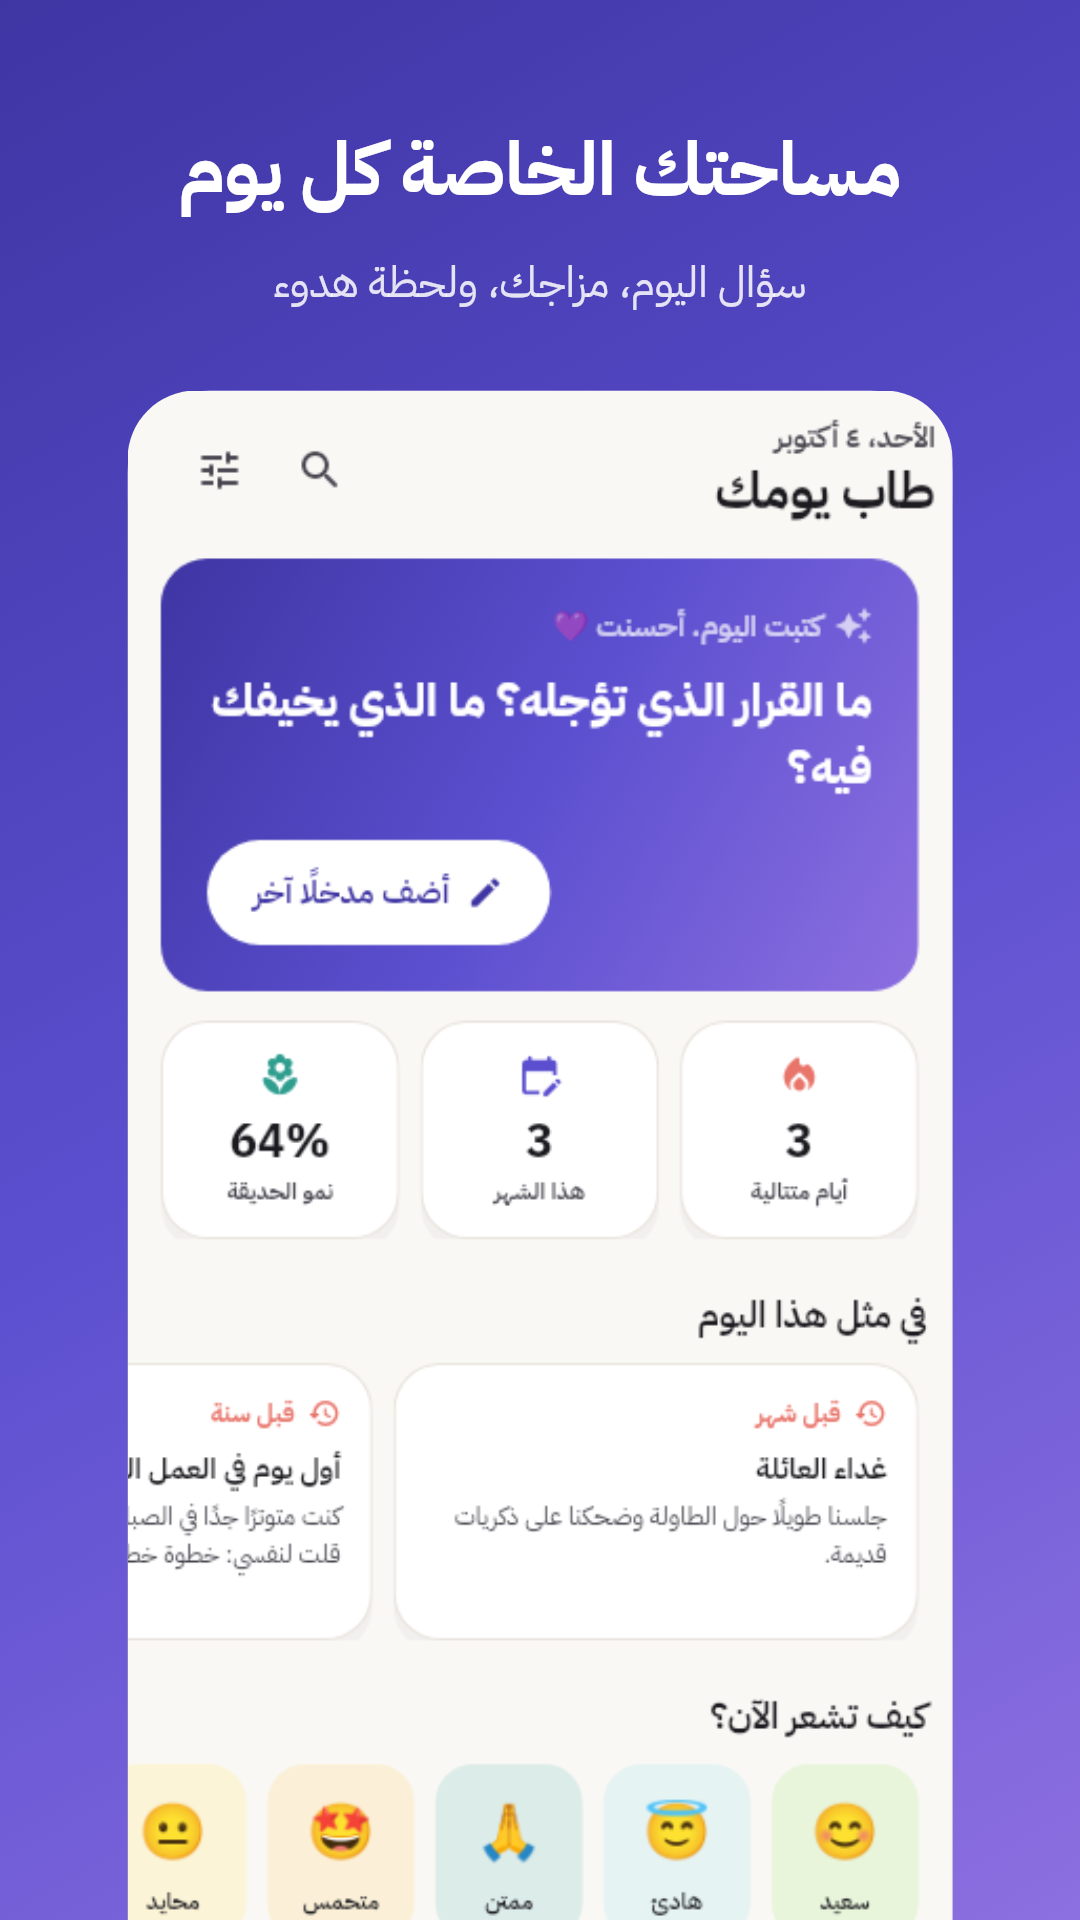 مساحتك الخاصة كل يوم
سؤال اليوم، مزاجك، ولحظة هدوء
الأحد، ٤ أكتوبر
طاب يومك
كتبت اليوم. أحسنت 💜
ما القرار الذي تؤجله؟ ما الذي يخيفك
فيه؟
أضف مدخلًا آخر
3
أيام متتالية
3
هذا الشهر
64%
نمو الحديقة
في مثل هذا اليوم
قبل شهر
غداء العائلة
جلسنا طويلًا حول الطاولة وضحكنا على ذكريات
قديمة.
قبل سنة
أول يوم في العمل
كنت متوترًا جدًا في
قلت لنفسي: خطوة
كيف تشعر الآن؟
سعيد
هادئ
ممتن
متحمس
محايد